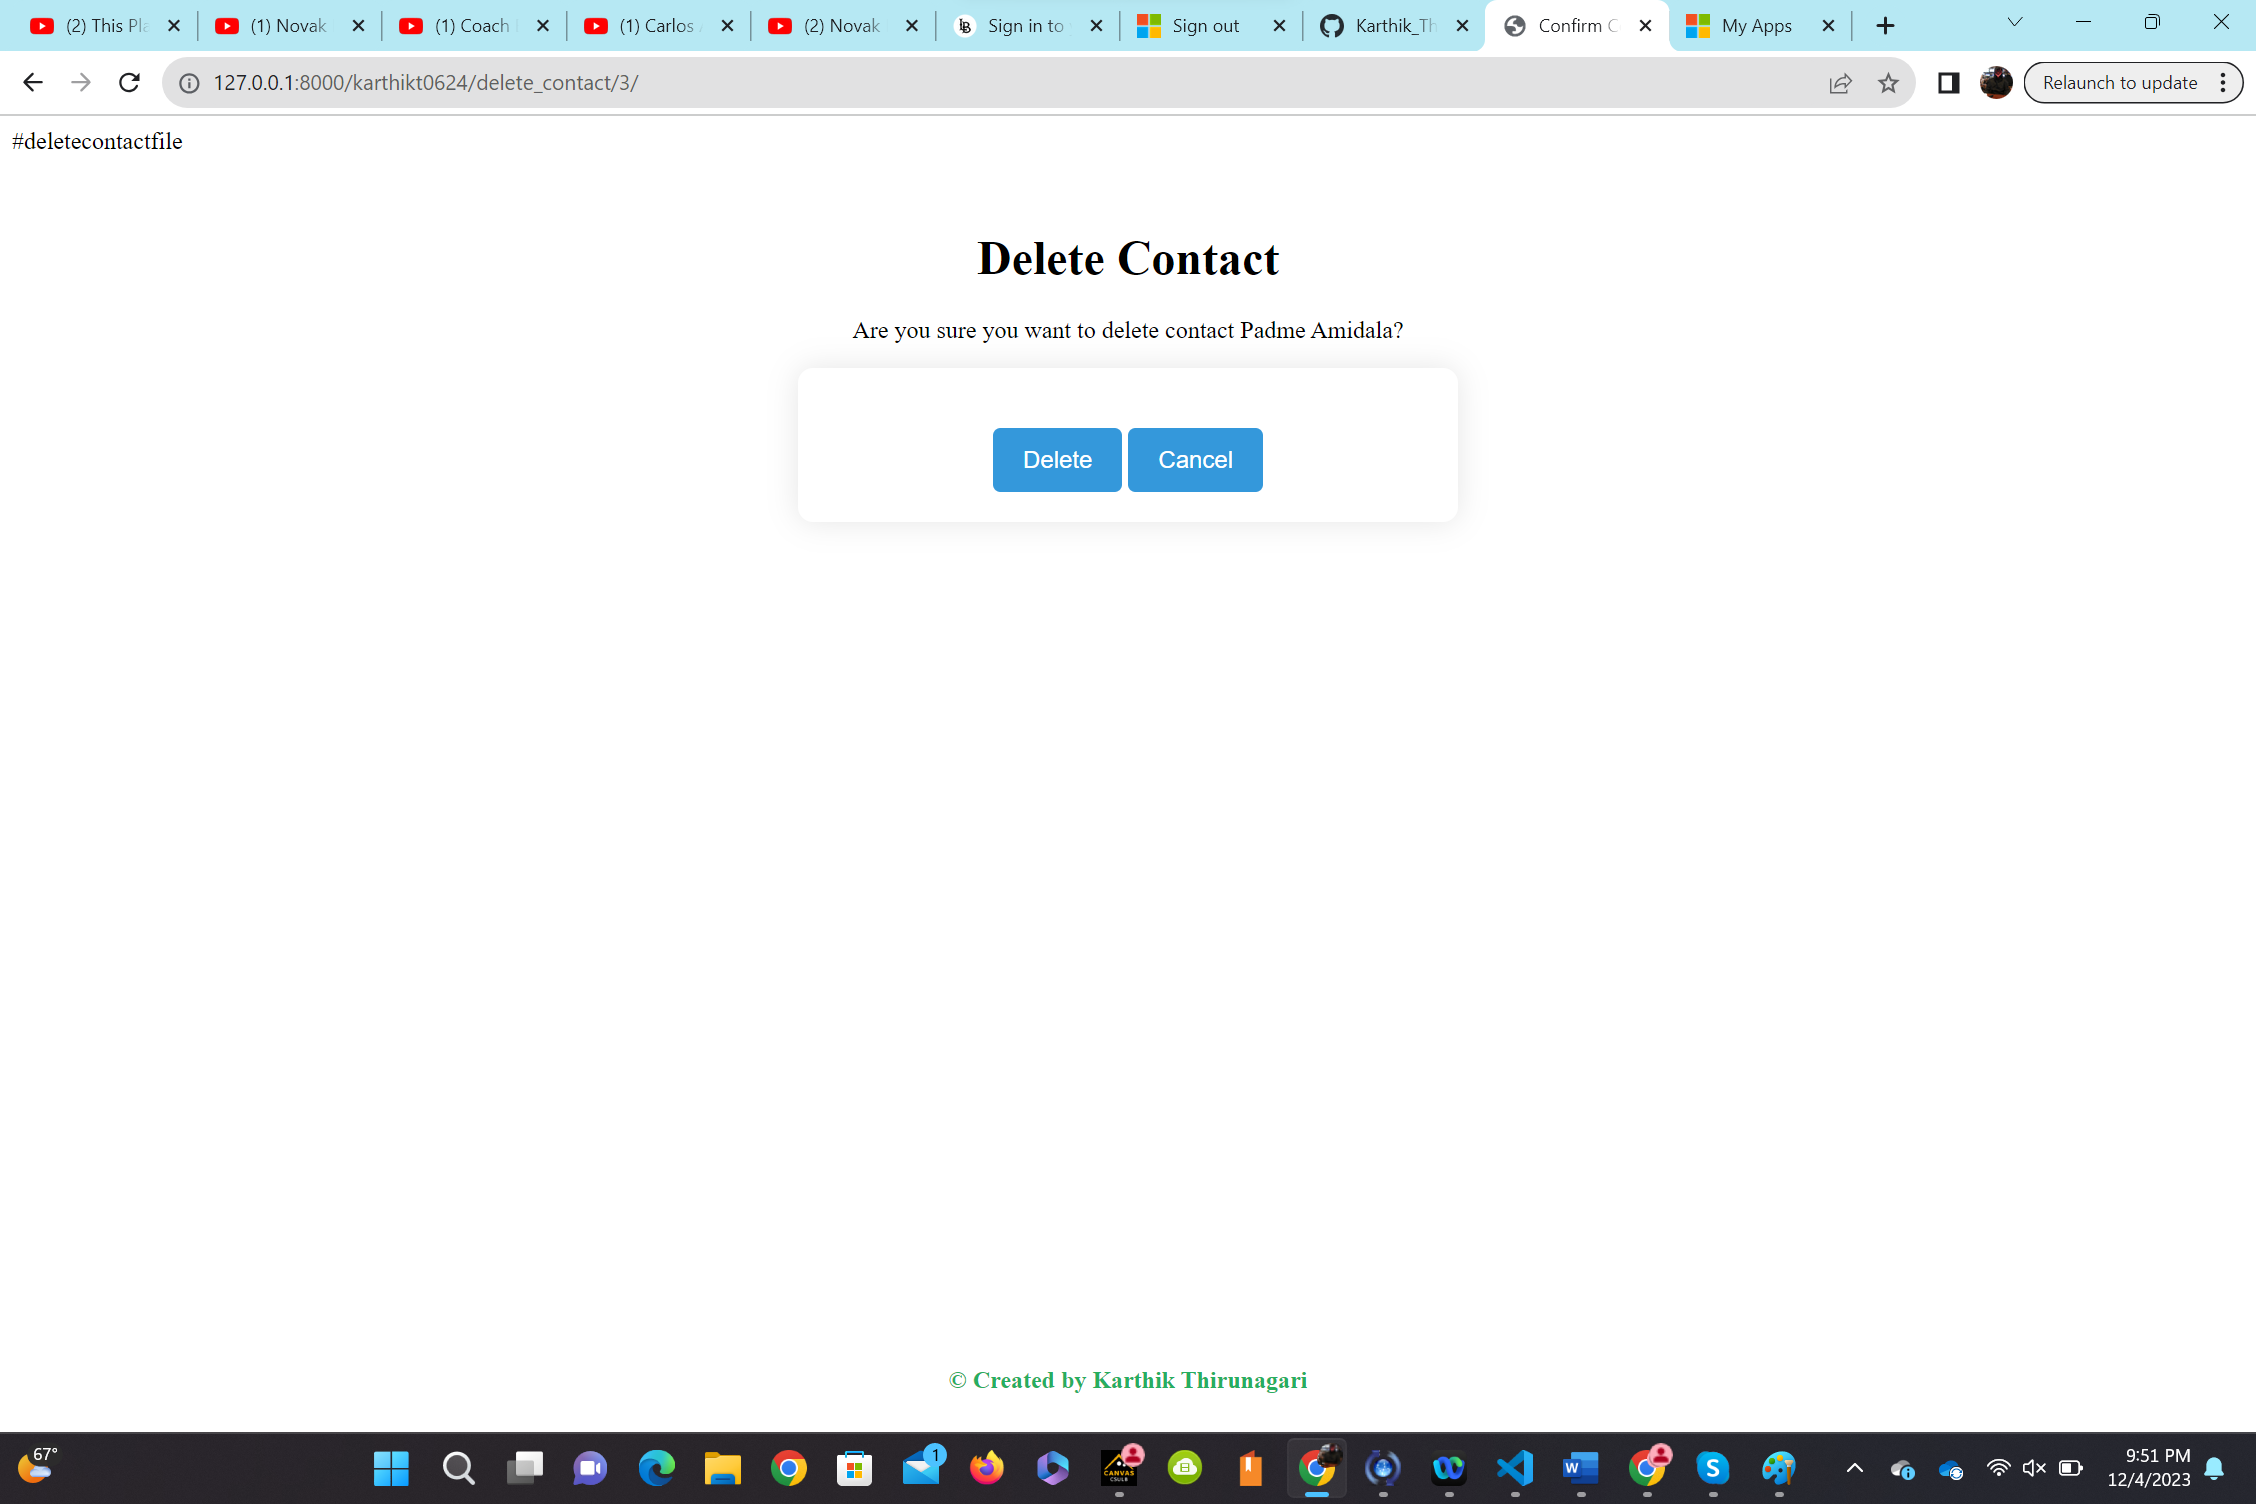 (2) This Pla
(1) Novak
(1) Coach
(1) Carlos
(2) Novak
Sign in to
Sign out
Karthik_Th
Confirm C
My Apps
127.0.0.1:8000/karthikt0624/delete_contact/3/
Relaunch to update
#deletecontactfile
Delete Contact
Are you sure you want to delete contact Padme Amidala?
Delete Cancel
© Created by Karthik Thirunagari
67°
1
CANVAS
CSULB
W
S
9:51 PM
12/4/2023